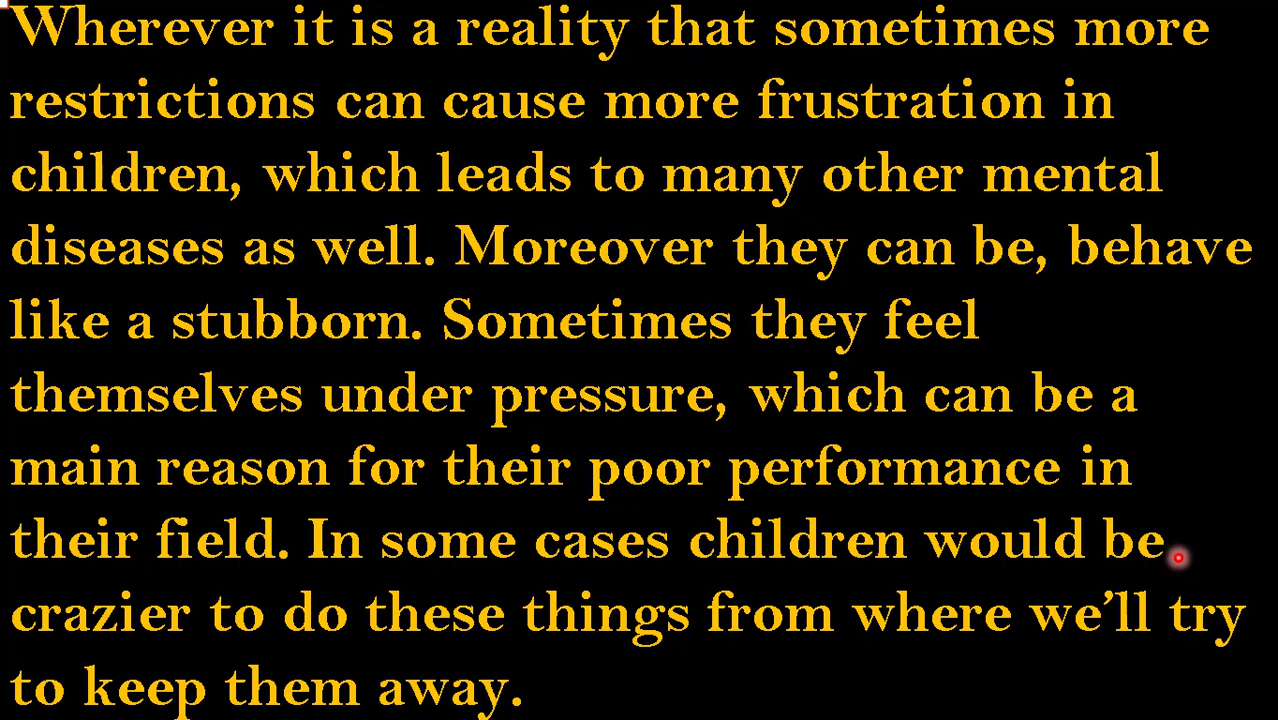 Wherever it is a reality that sometimes more
restrictions can cause more frustration in
children, which leads to many other mental
diseases as well. Moreover they can be, behave
like a stubborn. Sometimes they feel
themselves under pressure, which can be a
main reason for their poor performance in
their field. In some cases children would be
crazier to do these things from where we’ll try
to keep them away.